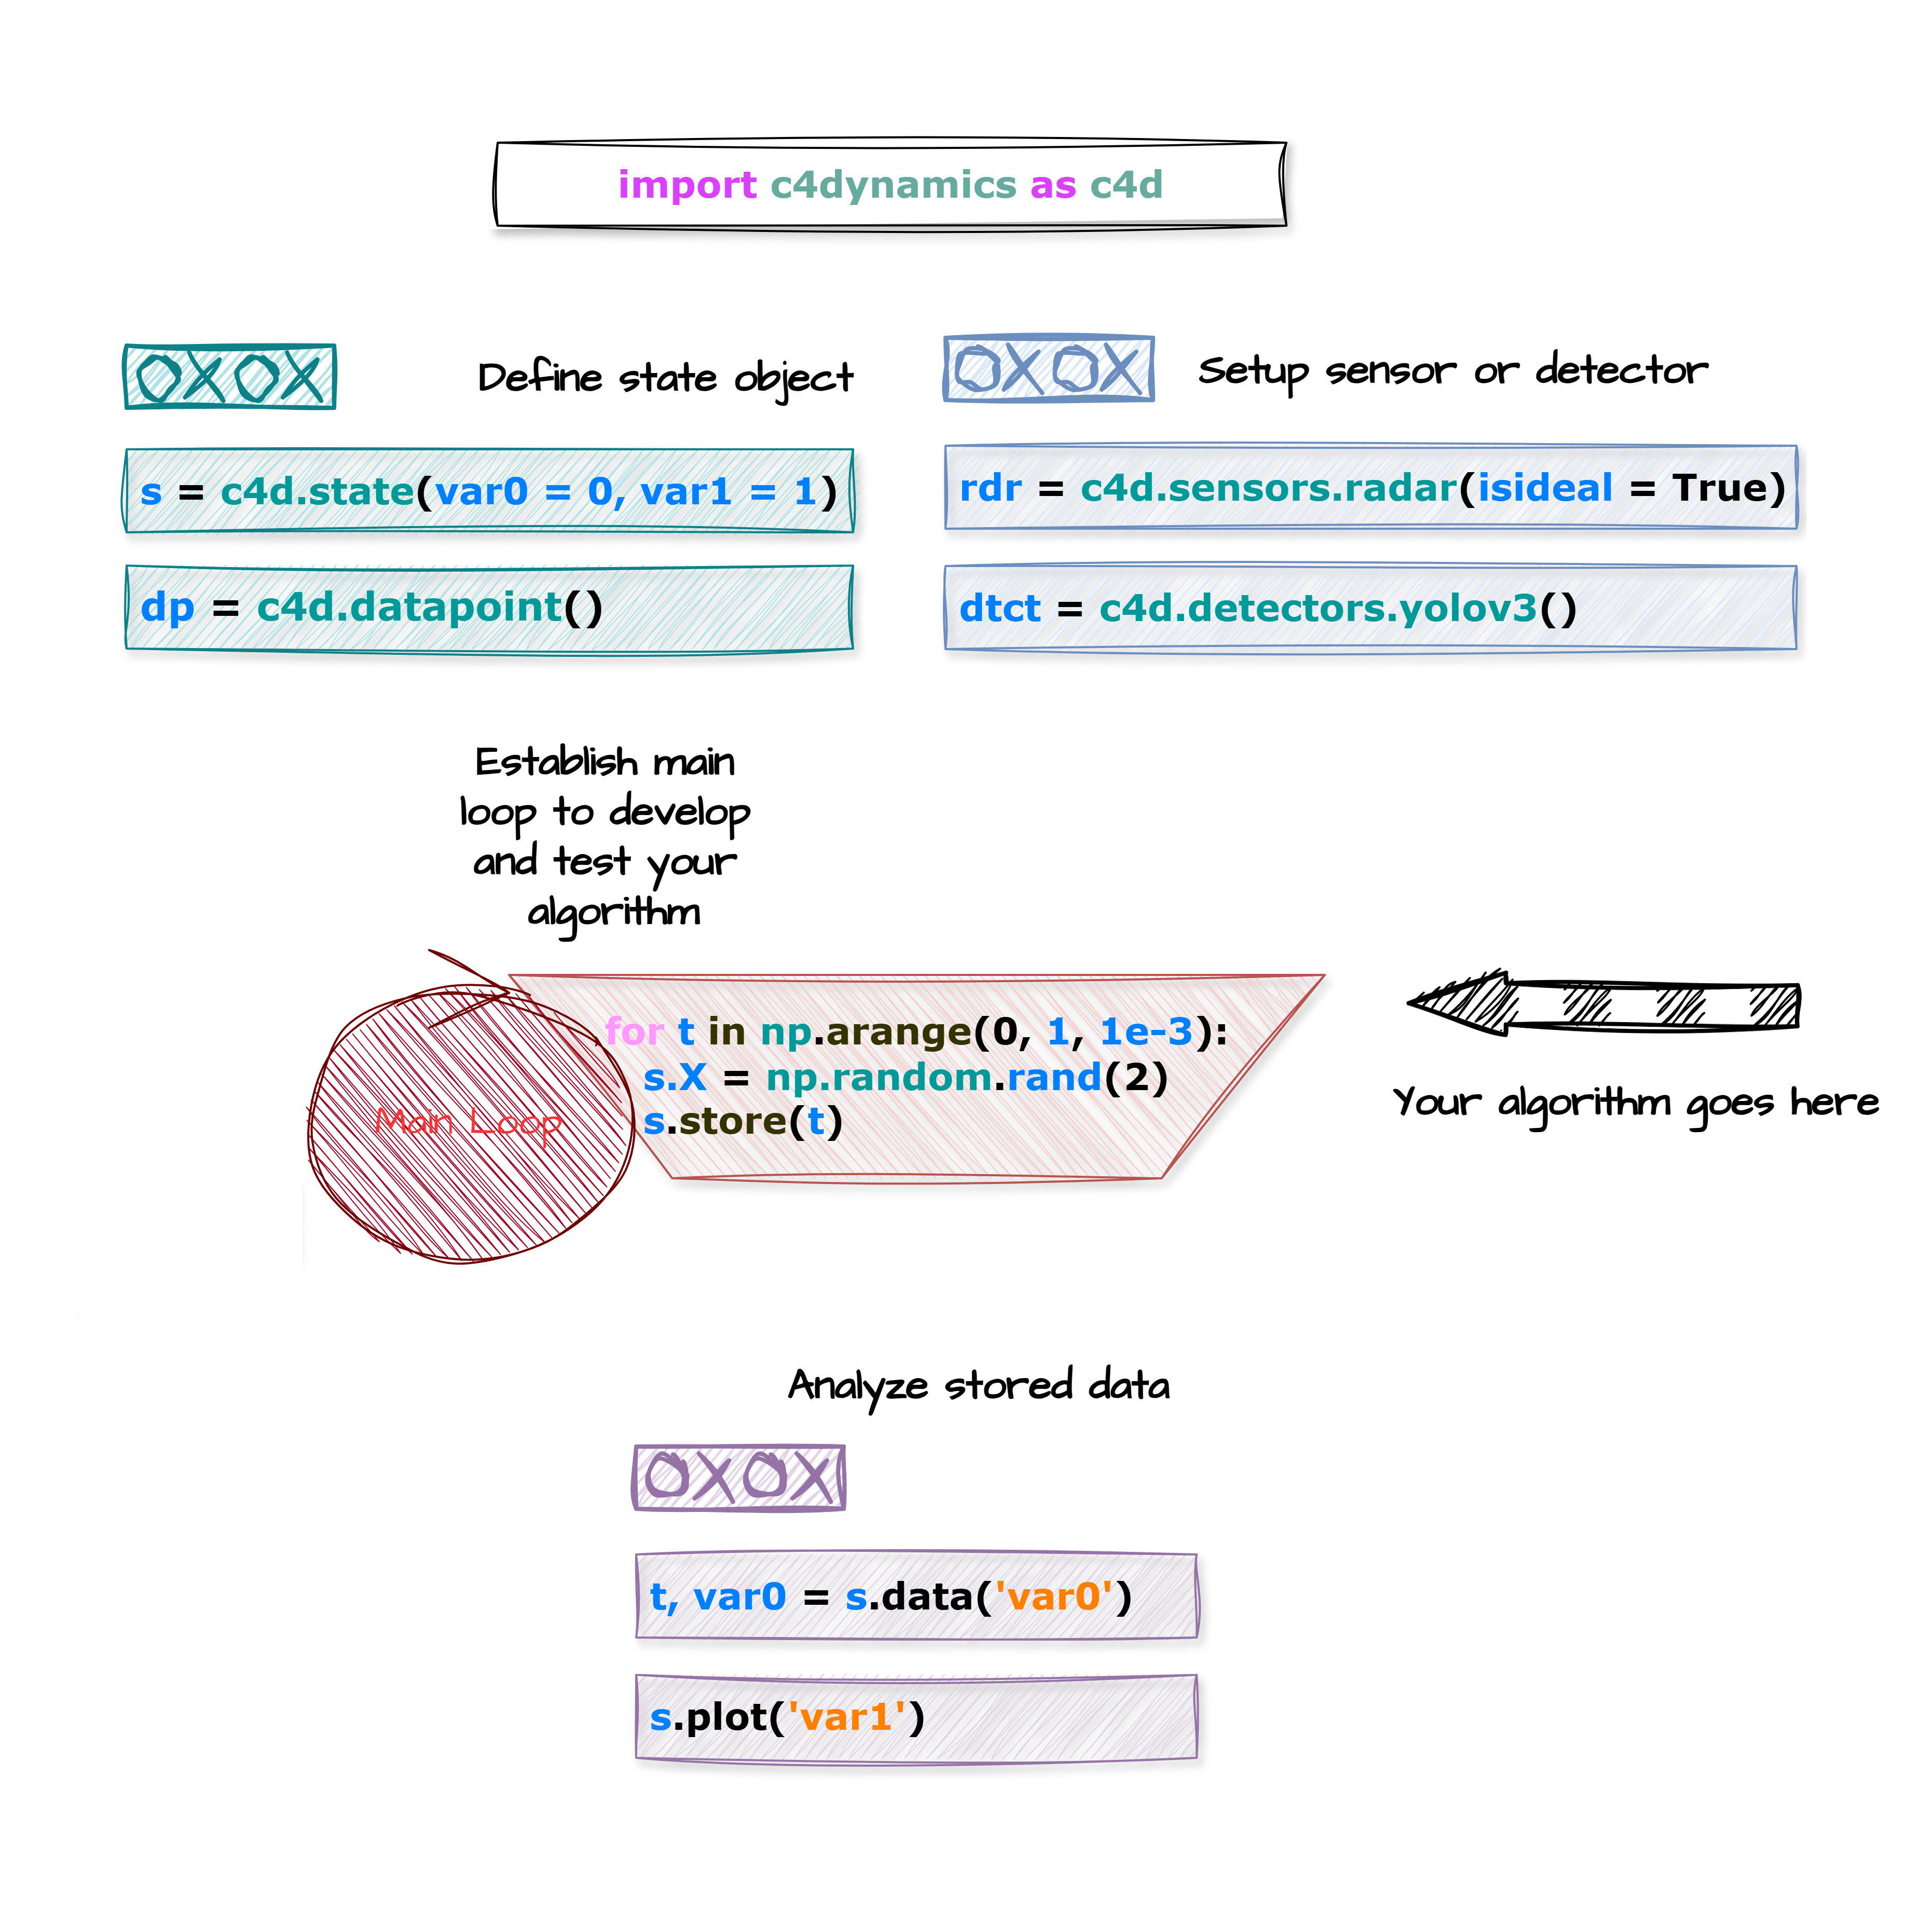 import c4dynamics as c4d
OXOX
Define state object
s = c4d.state(var0 = 0, var1 = 1)
dp = c4d.datapoint()
OXOX
Setup sensor or detector
rdr = c4d.sensors.radar(isideal = True)
dtct = c4d.detectors.yolov3()
Establish main
loop to develop
and test your
algorithm
Main Loop
for t in np.arange(0, 1, 1e-3):
s.X = np.random.rand(2)
s.store(t)
Your algorithm goes here
Analyze stored data
OXOX
t, var0 = s.data('var0')
s.plot('var1')